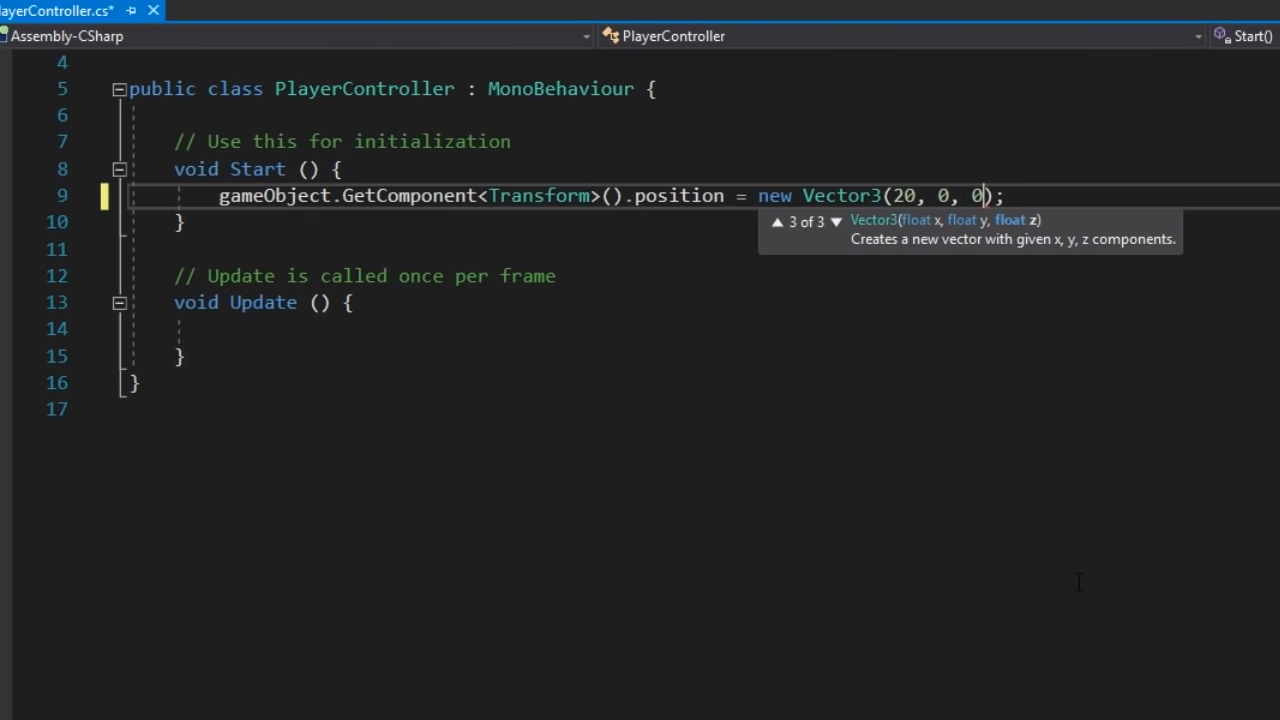 layerController.cs*
Assembly-CSharp PlayerController Start()
4
5 public class PlayerController : MonoBehaviour {
6
7 // Use this for initialization
8 void Start () {
9 gameObject.GetComponent<Transform>().position = new Vector3(20, 0, 0);
▲ 3 of 3 ▼ Vector3(float x, float y, float z)
Creates a new vector with given x, y, z components.
10 }
11
12 // Update is called once per frame
13 void Update () {
14
15 }
16 }
17